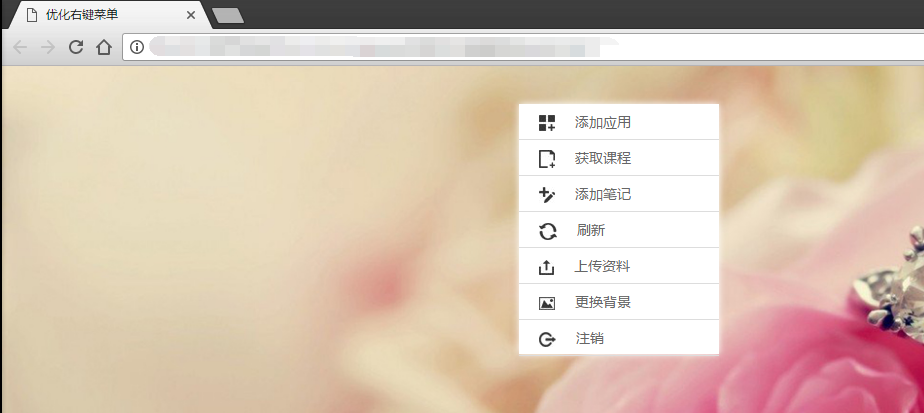 优化右键菜单
添加应用
获取课程
添加笔记
刷新
上传资料
更换背景
注销